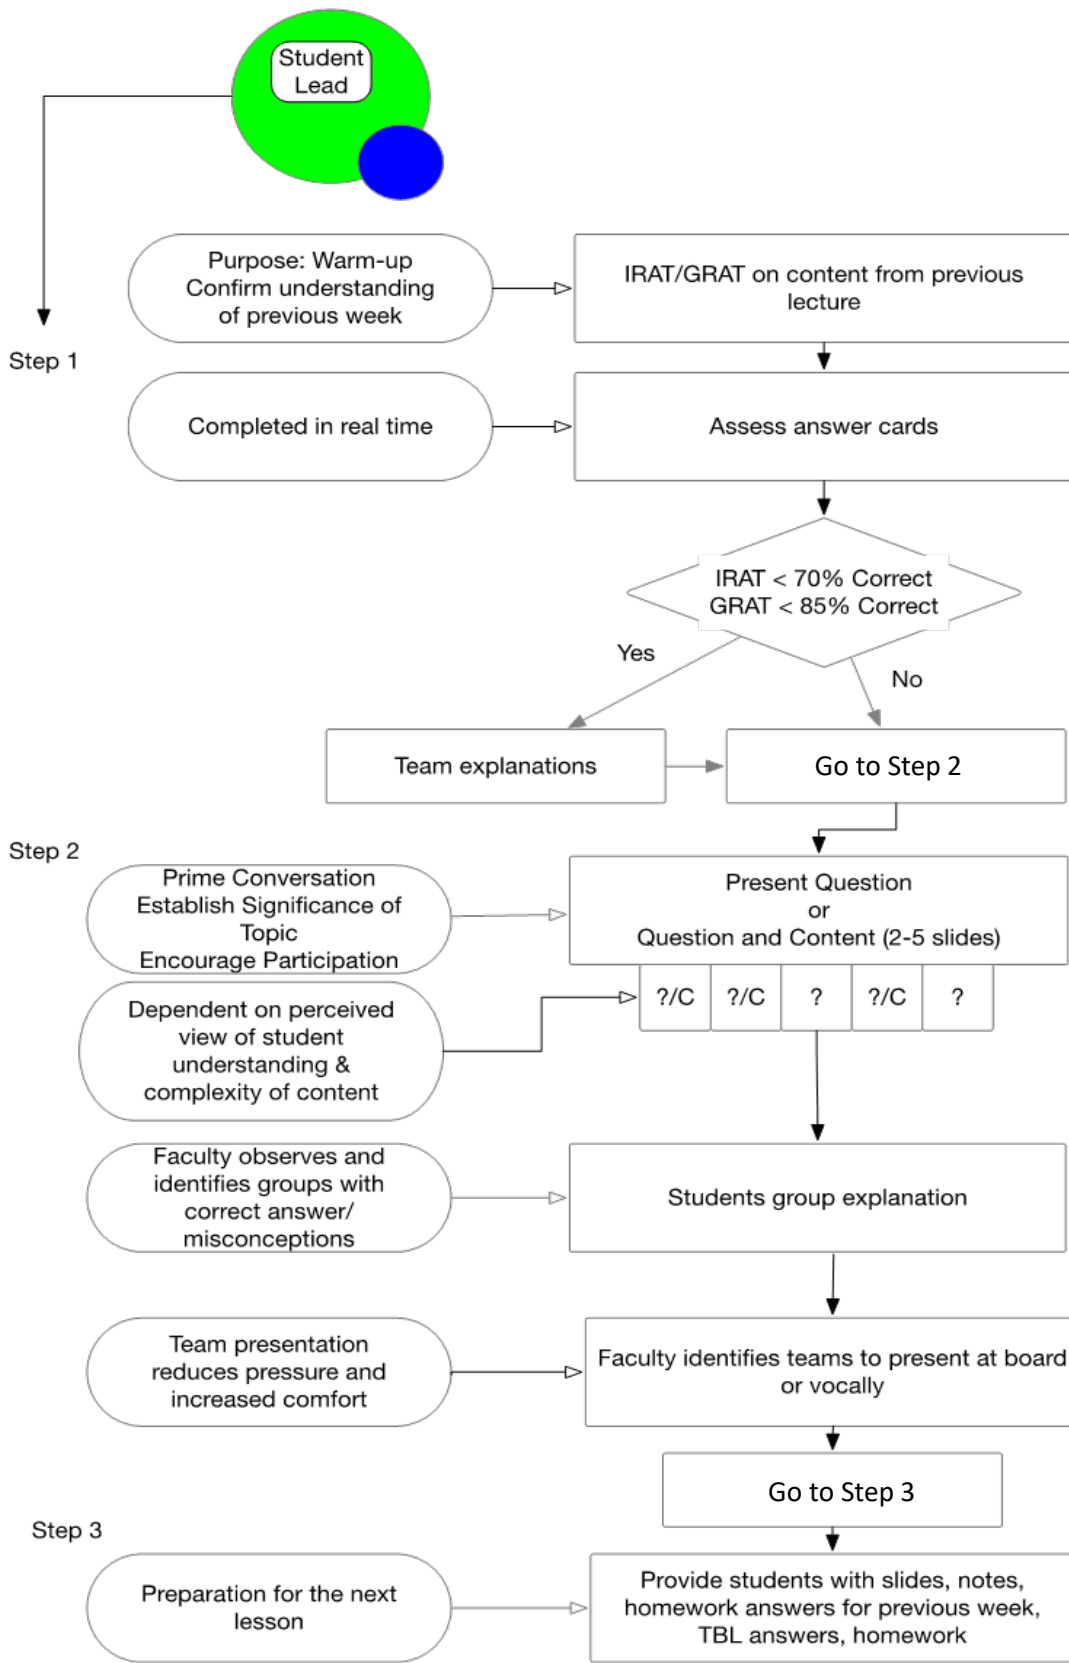 Student
Lead
Purpose: Warm-up
Confirm understanding
of previous week
IRAT/GRAT on content from previous
lecture
Step 1
Completed in real time
Assess answer cards
IRAT < 70% Correct
GRAT < 85% Correct
Yes
No
Team explanations
Go to Step 2
Step 2
Prime Conversation
Establish Significance of
Topic
Encourage Participation
Present Question
or
Question and Content (2-5 slides)
?/C ?/C ? ?/C ?
Dependent on perceived
view of student
understanding &
complexity of content
Faculty observes and
identifies groups with
correct answer/
misconceptions
Students group explanation
Team presentation
reduces pressure and
increased comfort
Faculty identifies teams to present at board
or vocally
Go to Step 3
Step 3
Preparation for the next
lesson
Provide students with slides, notes,
homework answers for previous week,
TBL answers, homework